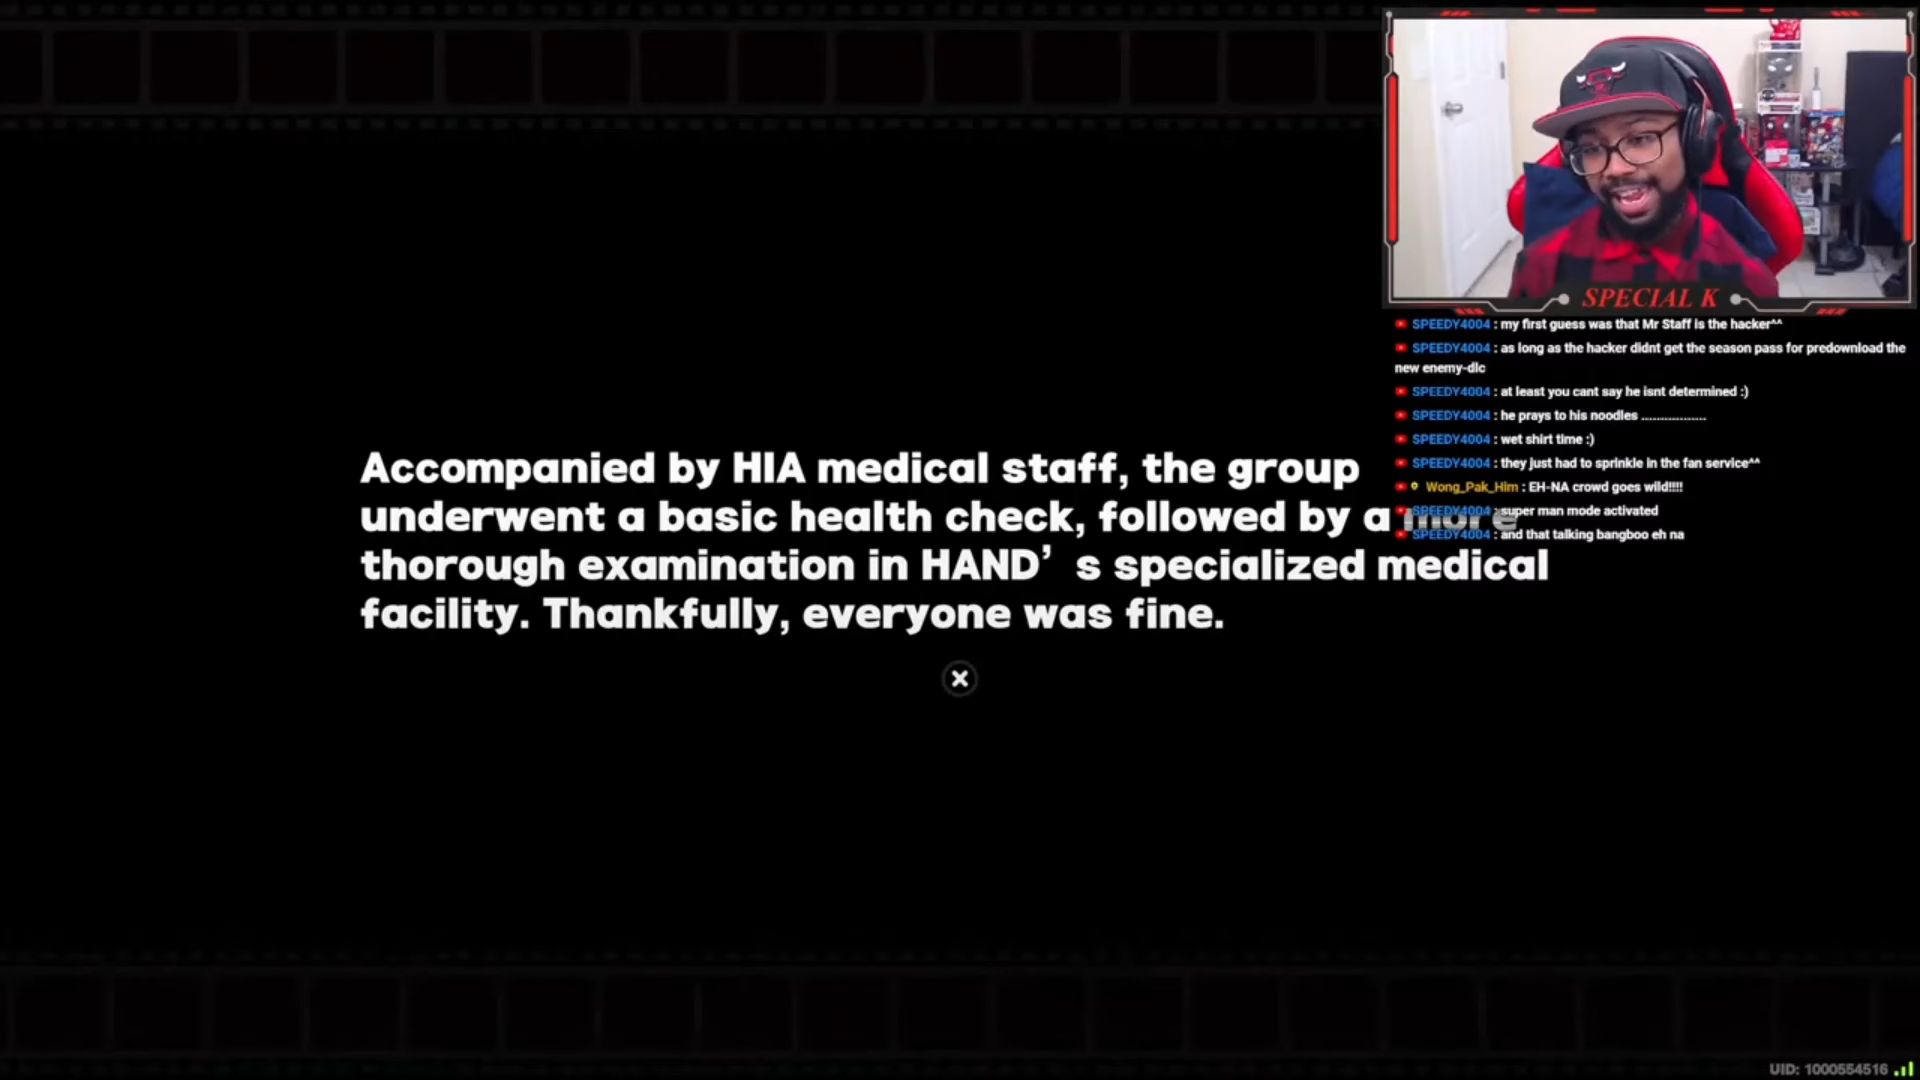 SPECIAL K
SPEEDY4004 : my first guess was that Mr Staff is the hacker^^
SPEEDY4004 : as long as the hacker didnt get the season pass for predownload the
new enemy-dlc
SPEEDY4004 : at least you cant say he isnt determined :)
SPEEDY4004 : he prays to his noodles .................
SPEEDY4004 : wet shirt time :)
SPEEDY4004 : they just had to sprinkle in the fan service^^
Wong_Pak_Him : EH-NA crowd goes wild!!!!
SPEEDY4004 : super man mode activated
SPEEDY4004 : and that talking bangboo eh na
Accompanied by HIA medical staff, the group
underwent a basic health check, followed by a more
thorough examination in HAND's specialized medical
facility. Thankfully, everyone was fine.
UID: 1000554516